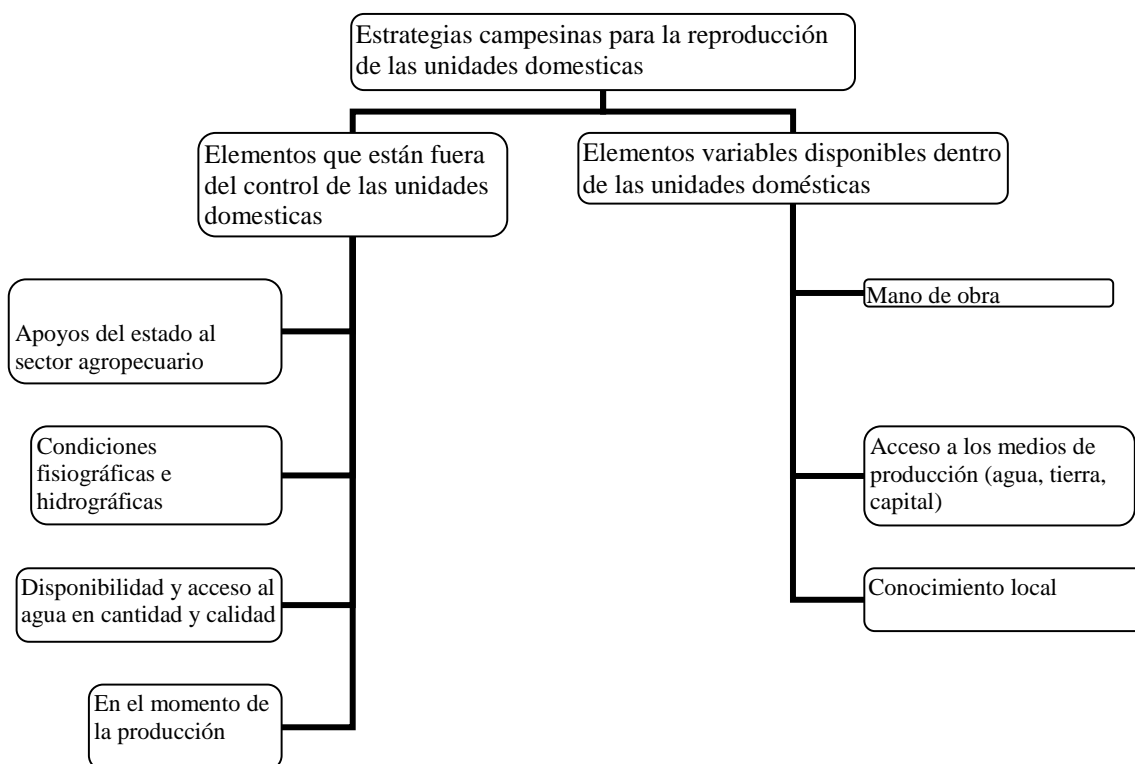 Estrategias campesinas para la reproducción
de las unidades domesticas
Elementos que están fuera
del control de las unidades
domesticas
Elementos variables disponibles dentro
de las unidades domésticas
Apoyos del estado al
sector agropecuario
Mano de obra
Condiciones
fisiográficas e
hidrográficas
Acceso a los medios de
producción (agua, tierra,
capital)
Disponibilidad y acceso al
agua en cantidad y calidad
Conocimiento local
En el momento de
la producción